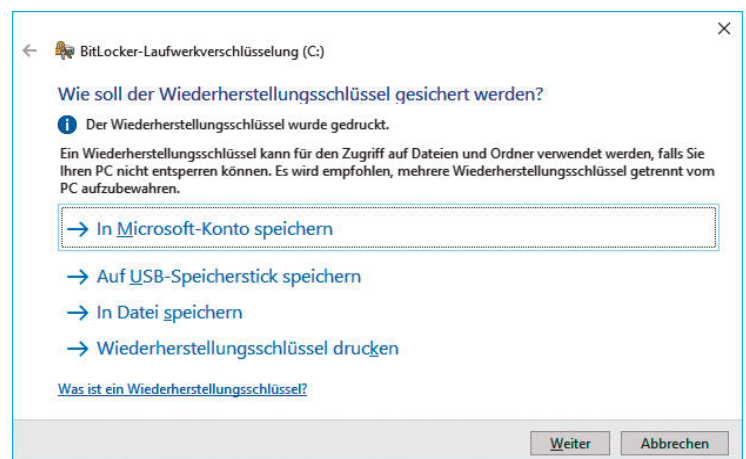 BitLocker-Laufwerkverschlüsselung (C:)
Wie soll der Wiederherstellungsschlüssel gesichert werden?
Der Wiederherstellungsschlüssel wurde gedruckt.
Ein Wiederherstellungsschlüssel kann für den Zugriff auf Dateien und Ordner verwendet werden, falls Sie
Ihren PC nicht entsperren können. Es wird empfohlen, mehrere Wiederherstellungsschlüssel getrennt vom
PC aufzubewahren.
In Microsoft-Konto speichern
Auf USB-Speicherstick speichern
In Datei speichern
Wiederherstellungsschlüssel drucken
Was ist ein Wiederherstellungsschlüssel?
Weiter Abbrechen